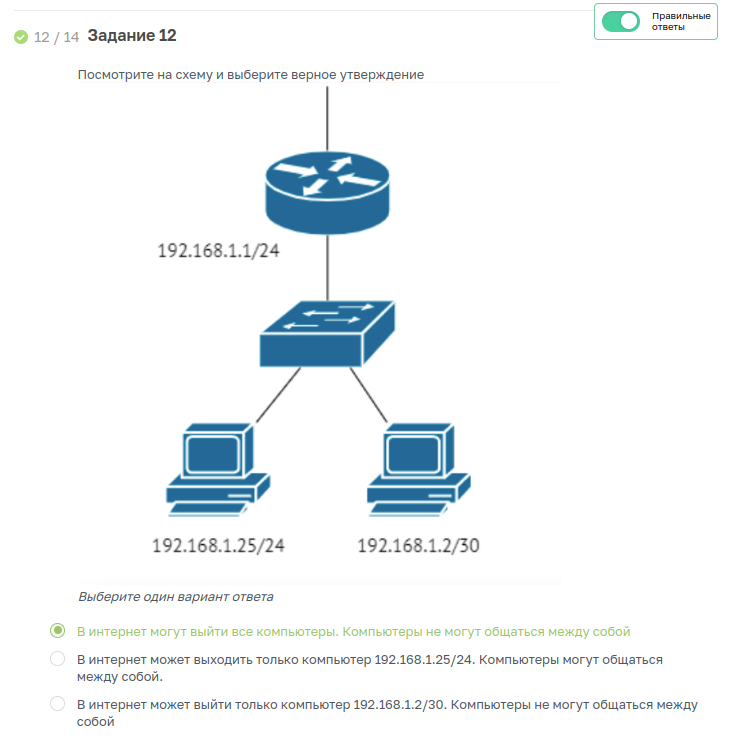 Правильные
ответы
12 / 14 Задание 12
Посмотрите на схему и выберите верное утверждение
192.168.1.1/24
192.168.1.25/24
192.168.1.2/30
Выберите один вариант ответа
В интернет могут выйти все компьютеры. Компьютеры не могут общаться между собой
В интернет может выходить только компьютер 192.168.1.25/24. Компьютеры могут общаться
между собой.
В интернет может выйти только компьютер 192.168.1.2/30. Компьютеры не могут общаться между
собой